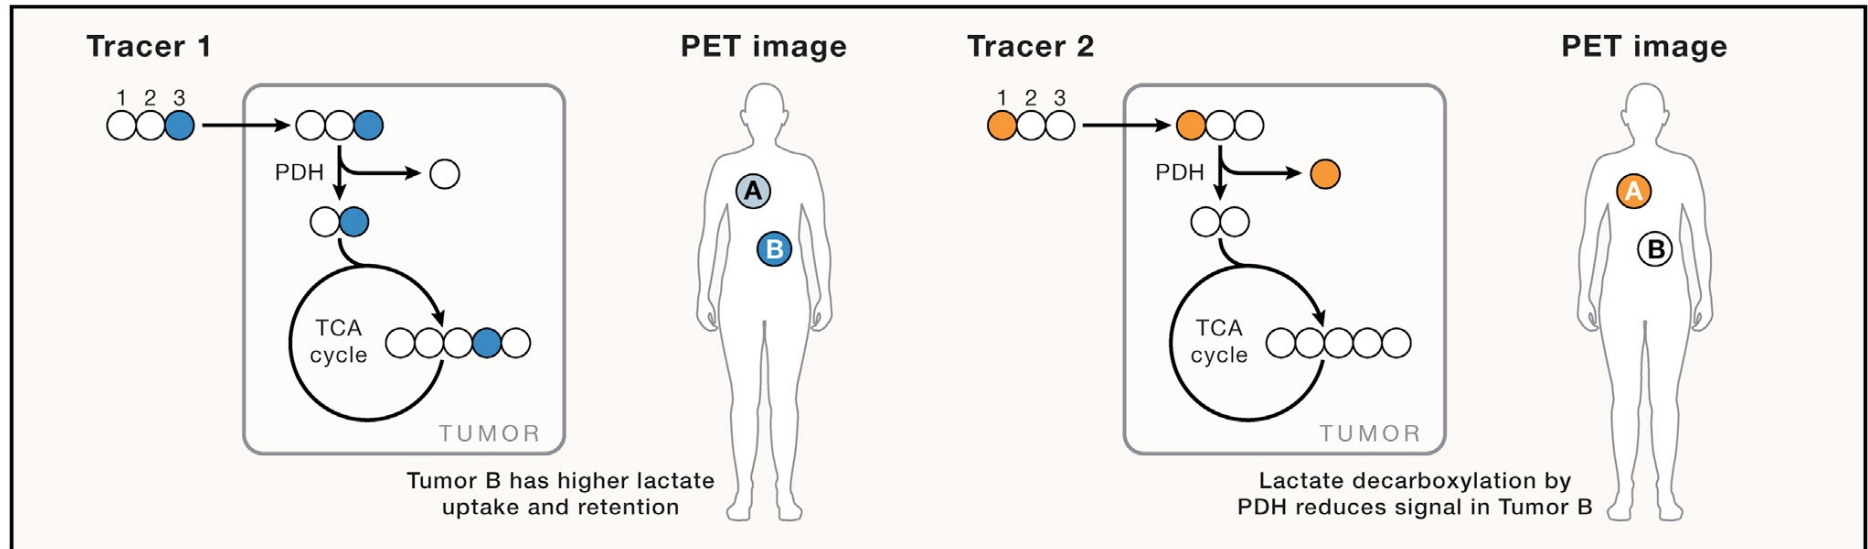 Tracer 1
1 2 3
PDH
TCA
cycle
TUMOR
PET image
A
B
Tumor B has higher lactate
uptake and retention
Tracer 2
1 2 3
PDH
TCA
cycle
TUMOR
PET image
A
B
Lactate decarboxylation by
PDH reduces signal in Tumor B